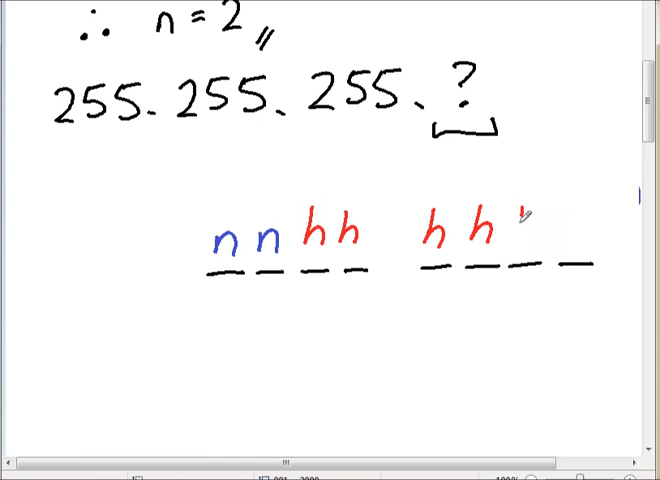 ∴ n = 2 //
255. 255. 255. ?
n n h h h h